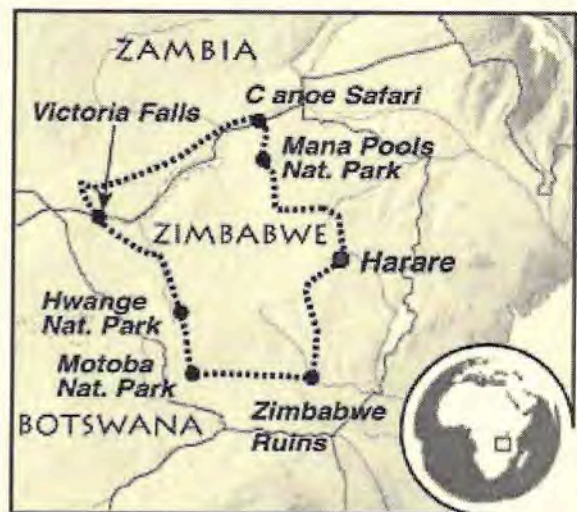 ZAMBIA
C anoe Safari
Victoria Falls
Mana Pools
Nat. Park
ZIMBABWE
Harare
Hwange
Nat. Park
Motoba
Nat. Park
BOTSWANA
Zimbabwe
Ruins